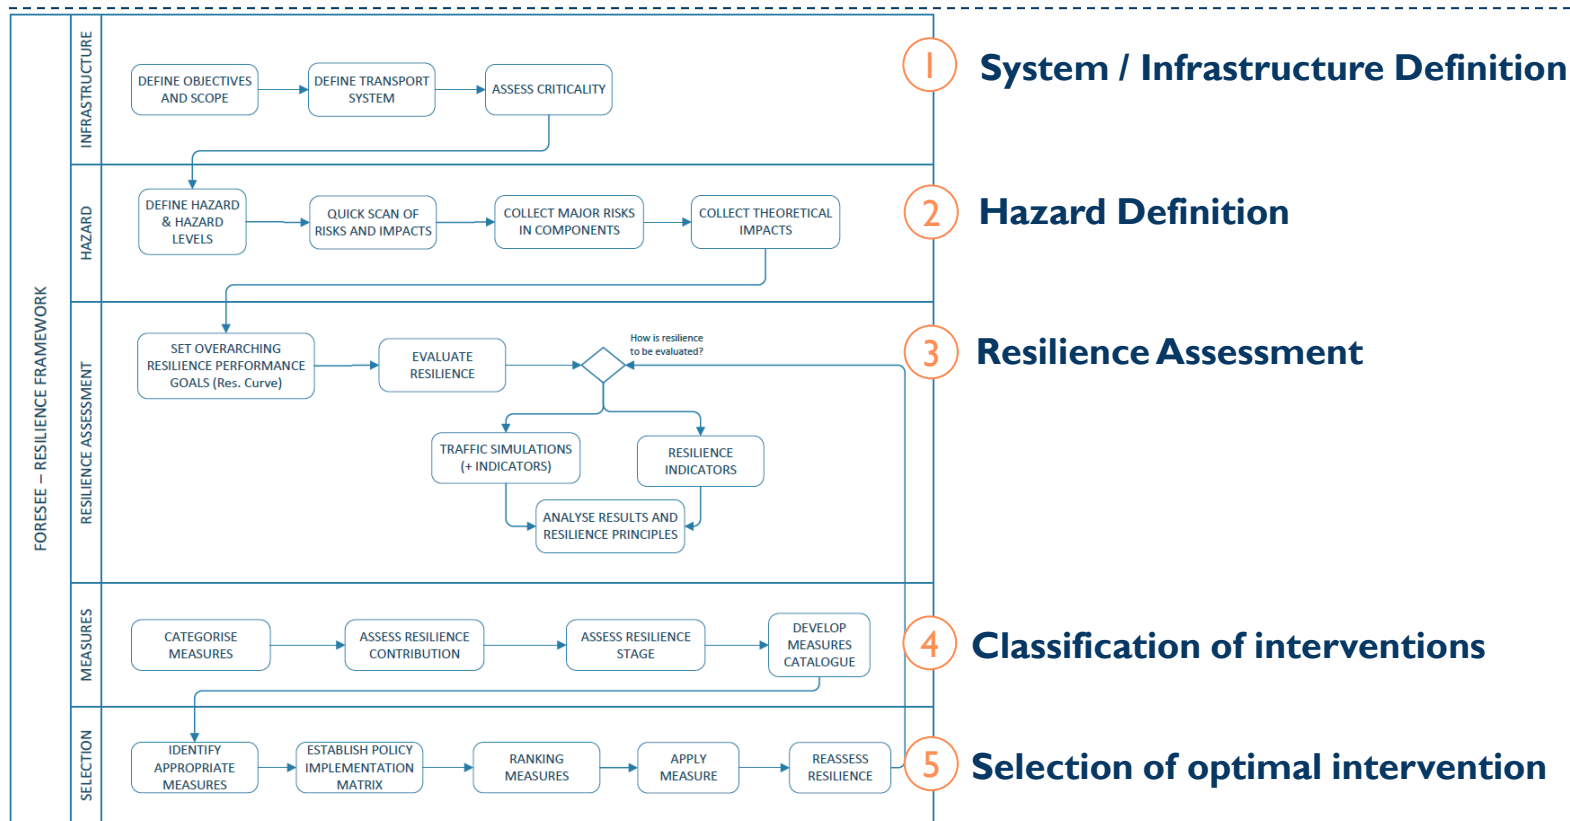 FORESEE – RESILIENCE FRAMEWORK
INFRASTRUCTURE
DEFINE OBJECTIVES
AND SCOPE
DEFINE TRANSPORT
SYSTEM
ASSESS CRITICALITY
1
System / Infrastructure Definition
HAZARD
DEFINE HAZARD
& HAZARD
LEVELS
QUICK SCAN OF
RISKS AND IMPACTS
COLLECT MAJOR RISKS
IN COMPONENTS
COLLECT THEORETICAL
IMPACTS
2
Hazard Definition
RESILIENCE ASSESSMENT
SET OVERARCHING
RESILIENCE PERFORMANCE
GOALS (Res. Curve)
EVALUATE
RESILIENCE
How is resilience
to be evaluated?
TRAFFIC SIMULATIONS
(+ INDICATORS)
RESILIENCE
INDICATORS
ANALYSE RESULTS AND
RESILIENCE PRINCIPLES
3
Resilience Assessment
MEASURES
CATEGORISE
MEASURES
ASSESS RESILIENCE
CONTRIBUTION
ASSESS RESILIENCE
STAGE
DEVELOP
MEASURES
CATALOGUE
4
Classification of interventions
SELECTION
IDENTIFY
APPROPRIATE
MEASURES
ESTABLISH POLICY
IMPLEMENTATION
MATRIX
RANKING
MEASURES
APPLY
MEASURE
REASSESS
RESILIENCE
5
Selection of optimal intervention